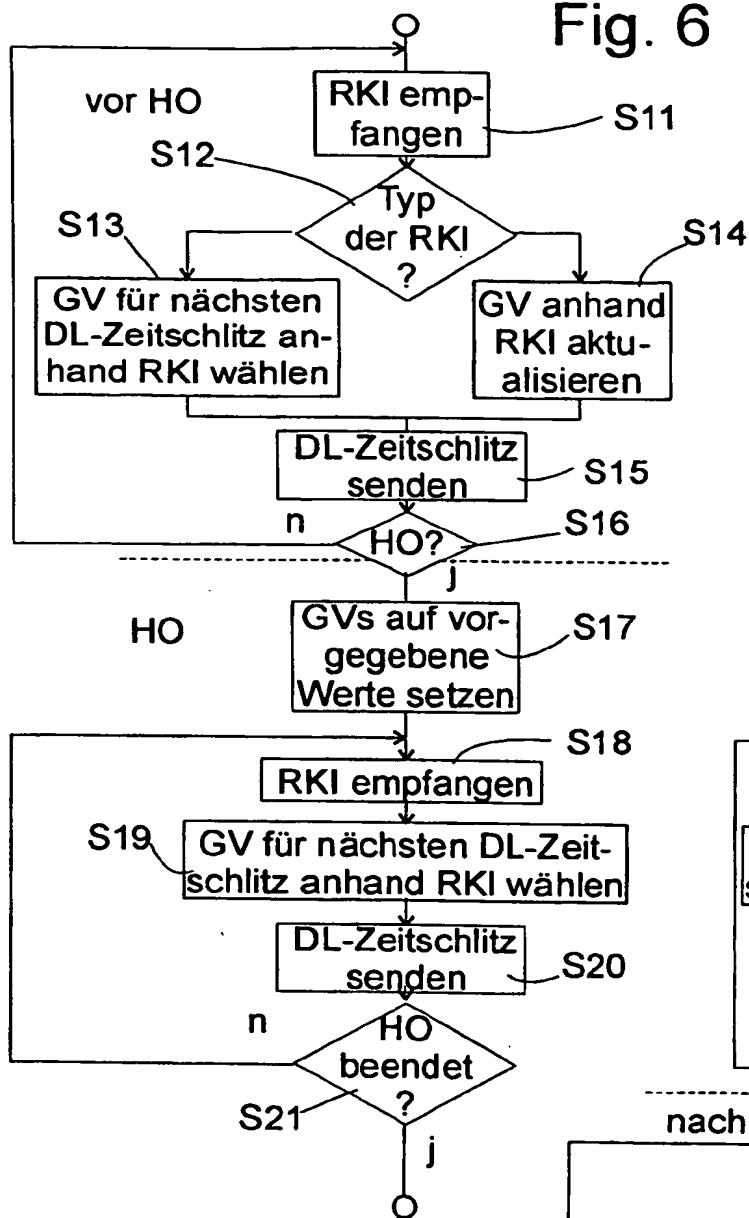 Fig. 6
vor HO
RKI emp-
fangen
S11
S12
Typ
der RKI
?
S13
GV für nächsten
DL-Zeitschlitz an-
hand RKI wählen
S14
GV anhand
RKI aktu-
alisieren
DL-Zeitschlitz
senden
S15
n
HO?
S16
j
HO
GVs auf vor-
gegebene
Werte setzen
S17
S18
RKI empfangen
S19
GV für nächsten DL-Zeit-
schlitz anhand RKI wählen
DL-Zeitschlitz
senden
S20
n
HO
beendet
?
S21
j
s
nach